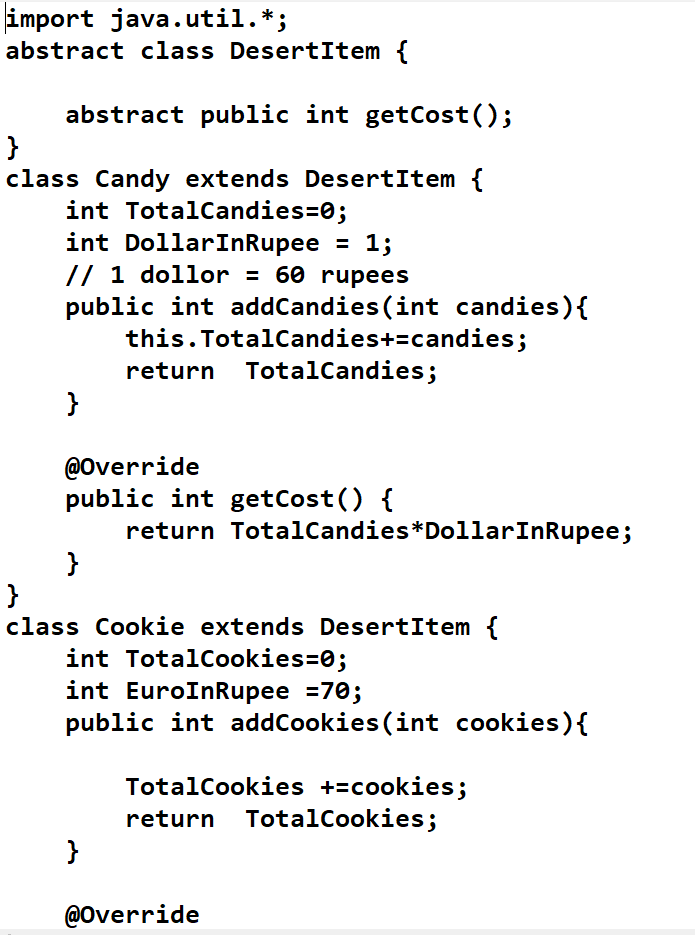 import java.util.*;
abstract class DesertItem {
abstract public int getCost();
}
class Candy extends DesertItem {
int TotalCandies=0;
int DollarInRupee = 1;
// 1 dollor = 60 rupees
public int addCandies(int candies){
this.TotalCandies+=candies;
return  TotalCandies;
}
@Override
public int getCost() {
return TotalCandies*DollarInRupee;
}
}
class Cookie extends DesertItem {
int TotalCookies=0;
int EuroInRupee =70;
public int addCookies(int cookies){
TotalCookies +=cookies;
return  TotalCookies;
}
@Override